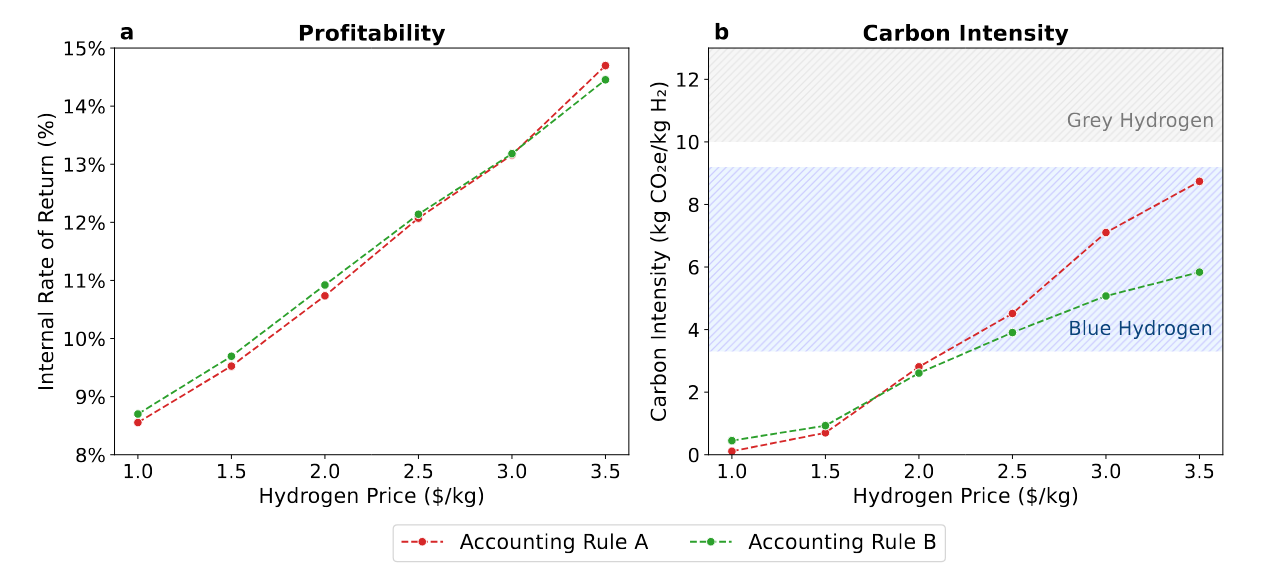 a
Profitability
15%
14%
13%
12%
11%
10%
9%
8%
Internal Rate of Return (%)
1.0 1.5 2.0 2.5 3.0 3.5
Hydrogen Price ($/kg)
b
Carbon Intensity
12
10
8
6
4
2
0
Carbon Intensity (kg CO₂e/kg H₂)
Grey Hydrogen
Blue Hydrogen
1.0 1.5 2.0 2.5 3.0 3.5
Hydrogen Price ($/kg)
Accounting Rule A
Accounting Rule B